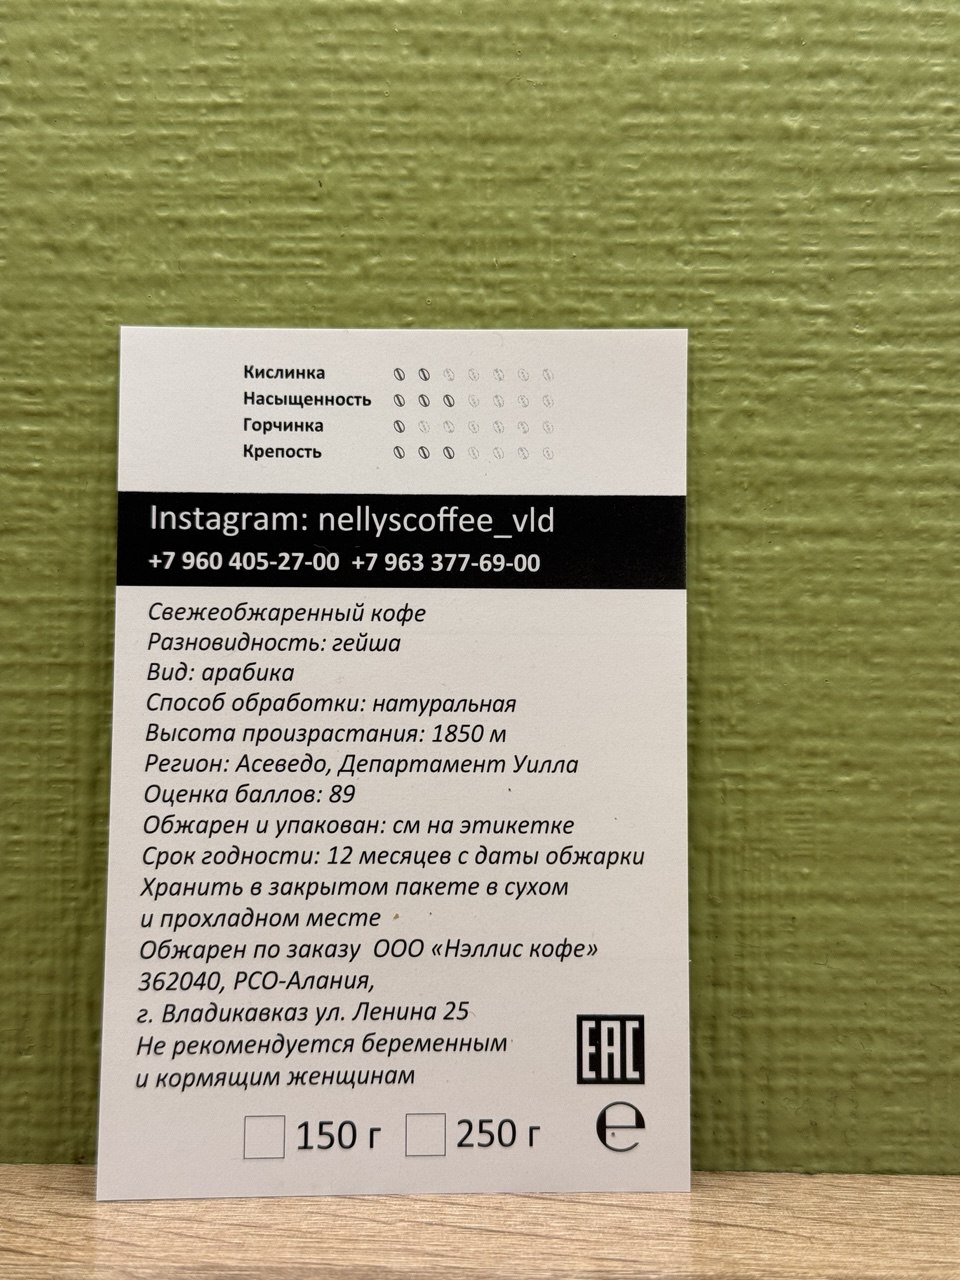 Кислинка
Насыщенность
Горчинка
Крепость
Instagram: nellyscoffee_vld
+7 960 405-27-00 +7 963 377-69-00
Свежеобжаренный кофе
Разновидность: гейша
Вид: арабика
Способ обработки: натуральная
Высота произрастания: 1850 м
Регион: Асеведо, Департамент Уилла
Оценка баллов: 89
Обжарен и упакован: см на этикетке
Срок годности: 12 месяцев с даты обжарки
Хранить в закрытом пакете в сухом
и прохладном месте
Обжарен по заказу ООО «Нэллис кофе»
362040, РСО-Алания,
г. Владикавказ ул. Ленина 25
Не рекомендуется беременным
и кормящим женщинам
EAC
150 г 250 г ℮